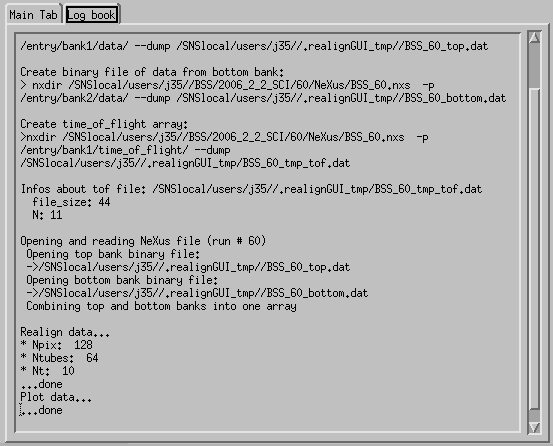 Main Tab Log book
/entry/bank1/data/ --dump /SNSlocal/users/j35//.realignGUI_tmp//BSS_60_top.dat
Create binary file of data from bottom bank:
> nxdir /SNSlocal/users/j35//BSS/2006_2_2_SCI/60/NeXus/BSS_60.nxs  -p
/entry/bank2/data/ --dump /SNSlocal/users/j35//.realignGUI_tmp//BSS_60_bottom.dat
Create time_of_flight array:
>nxdir /SNSlocal/users/j35//BSS/2006_2_2_SCI/60/NeXus/BSS_60.nxs  -p
/entry/bank1/time_of_flight/ --dump
/SNSlocal/users/j35//.realignGUI_tmp/BSS_60_tmp_tof.dat
Infos about tof file: /SNSlocal/users/j35//.realignGUI_tmp/BSS_60_tmp_tof.dat
file_size: 44
N: 11
Opening and reading NeXus file (run # 60)
Opening top bank binary file:
->/SNSlocal/users/j35//.realignGUI_tmp//BSS_60_top.dat
Opening bottom bank binary file:
->/SNSlocal/users/j35//.realignGUI_tmp//BSS_60_bottom.dat
Combining top and bottom banks into one array
Realign data...
* Npix:  128
* Ntubes:  64
* Nt:  10
...done
Plot data...
...done